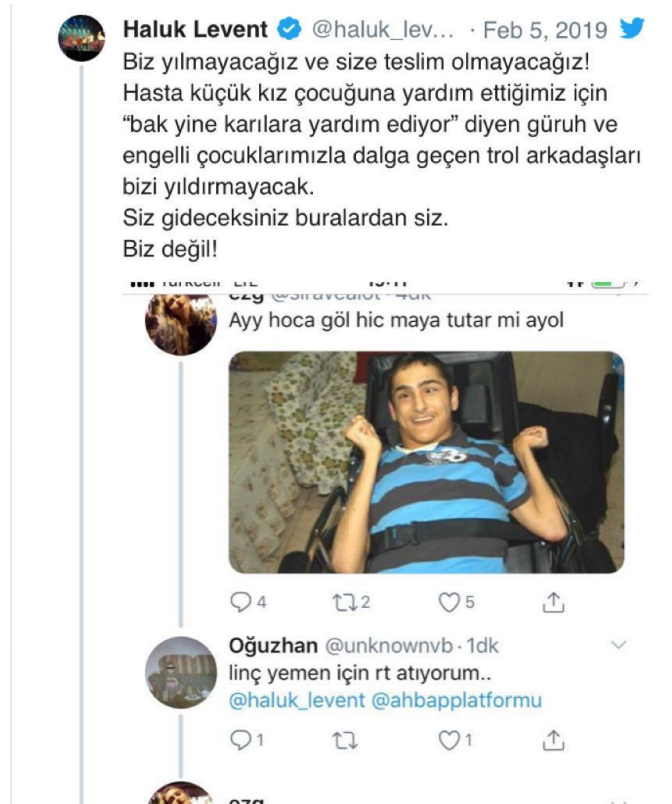 Haluk Levent @haluk_lev... · Feb 5, 2019
Biz yılmayacağız ve size teslim olmayacağız!
Hasta küçük kız çocuğuna yardım ettiğimiz için
“bak yine karılara yardım ediyor” diyen güruh ve
engelli çocuklarımızla dalga geçen trol arkadaşları
bizi yıldırmayacak.
Siz gideceksiniz buralardan siz.
Biz değil!
Ayy hoca göl hic maya tutar mi ayol
4 2 5
Oğuzhan @unknownvb · 1dk
linç yemen için rt atıyorum..
@haluk_levent @ahbapplatformu
1 1